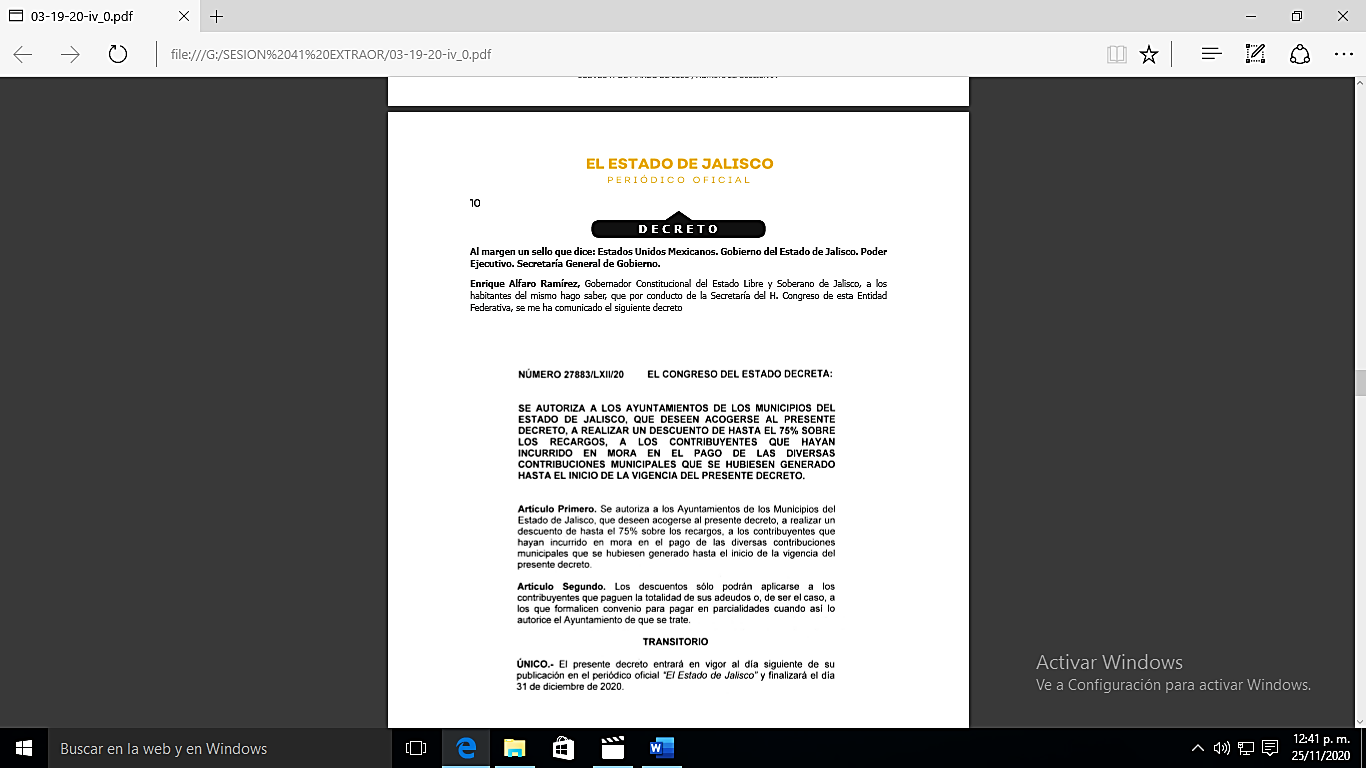 03-19-20-iv_0.pdf
file:///G:/SESION%2041%20EXTRAOR/03-19-20-iv_0.pdf
EL ESTADO DE JALISCO
PERIÓDICO OFICIAL
10
DECRETO
Al margen un sello que dice: Estados Unidos Mexicanos. Gobierno del Estado de Jalisco. Poder
Ejecutivo. Secretaría General de Gobierno.
Enrique Alfaro Ramírez, Gobernador Constitucional del Estado Libre y Soberano de Jalisco, a los
habitantes del mismo hago saber, que por conducto de la Secretaría del H. Congreso de esta Entidad
Federativa, se me ha comunicado el siguiente decreto
NÚMERO 27883/LXII/20 EL CONGRESO DEL ESTADO DECRETA:
SE AUTORIZA A LOS AYUNTAMIENTOS DE LOS MUNICIPIOS DEL
ESTADO DE JALISCO, QUE DESEEN ACOGERSE AL PRESENTE
DECRETO, A REALIZAR UN DESCUENTO DE HASTA EL 75% SOBRE
LOS RECARGOS, A LOS CONTRIBUYENTES QUE HAYAN
INCURRIDO EN MORA EN EL PAGO DE LAS DIVERSAS
CONTRIBUCIONES MUNICIPALES QUE SE HUBIESEN GENERADO
HASTA EL INICIO DE LA VIGENCIA DEL PRESENTE DECRETO.
Artículo Primero. Se autoriza a los Ayuntamientos de los Municipios del
Estado de Jalisco, que deseen acogerse al presente decreto, a realizar un
descuento de hasta el 75% sobre los recargos, a los contribuyentes que
hayan incurrido en mora en el pago de las diversas contribuciones
municipales que se hubiesen generado hasta el inicio de la vigencia del
presente decreto.
Artículo Segundo. Los descuentos sólo podrán aplicarse a los
contribuyentes que paguen la totalidad de sus adeudos o, de ser el caso, a
los que formalicen convenio para pagar en parcialidades cuando así lo
autorice el Ayuntamiento de que se trate.
TRANSITORIO
ÚNICO.- El presente decreto entrará en vigor al día siguiente de su
publicación en el periódico oficial "El Estado de Jalisco" y finalizará el día
31 de diciembre de 2020.
Activar Windows
Ve a Configuración para activar Windows.
Buscar en la web y en Windows
12:41 p. m.
25/11/2020